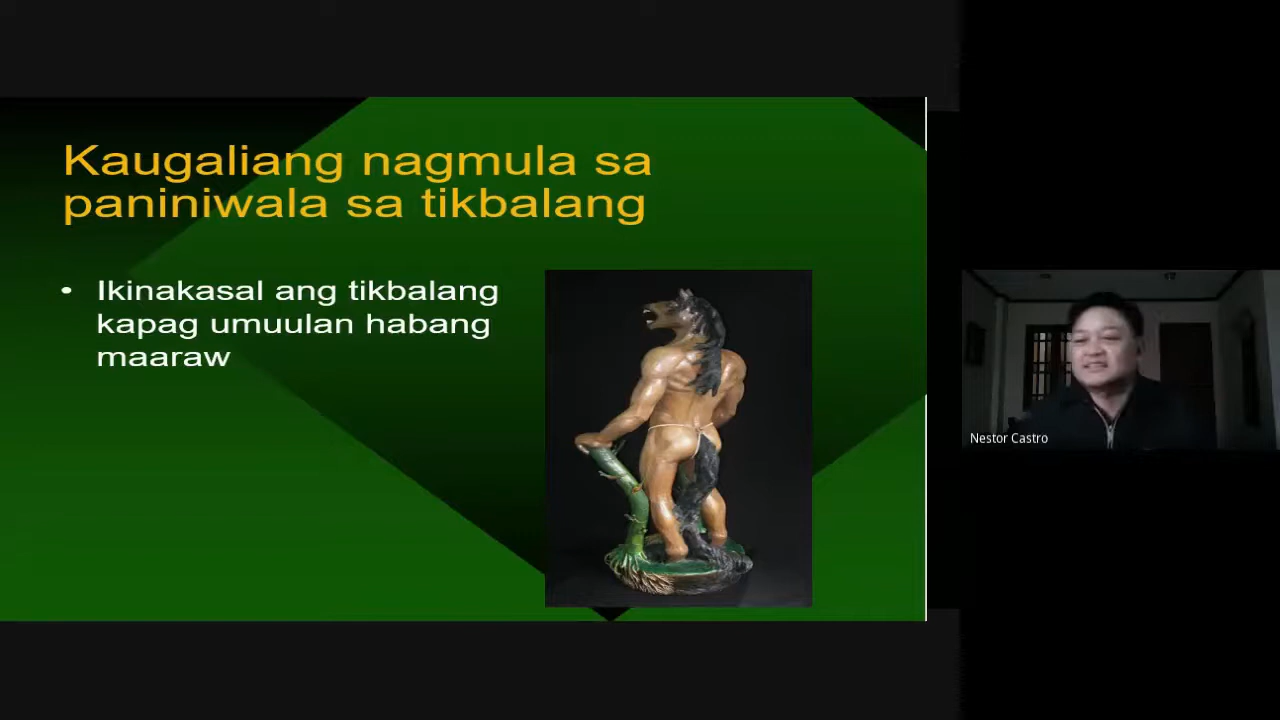 Kaugaliang nagmula sa
paniniwala sa tikbalang
• Ikinakasal ang tikbalang
kapag umuulan habang
maaraw
Nestor Castro